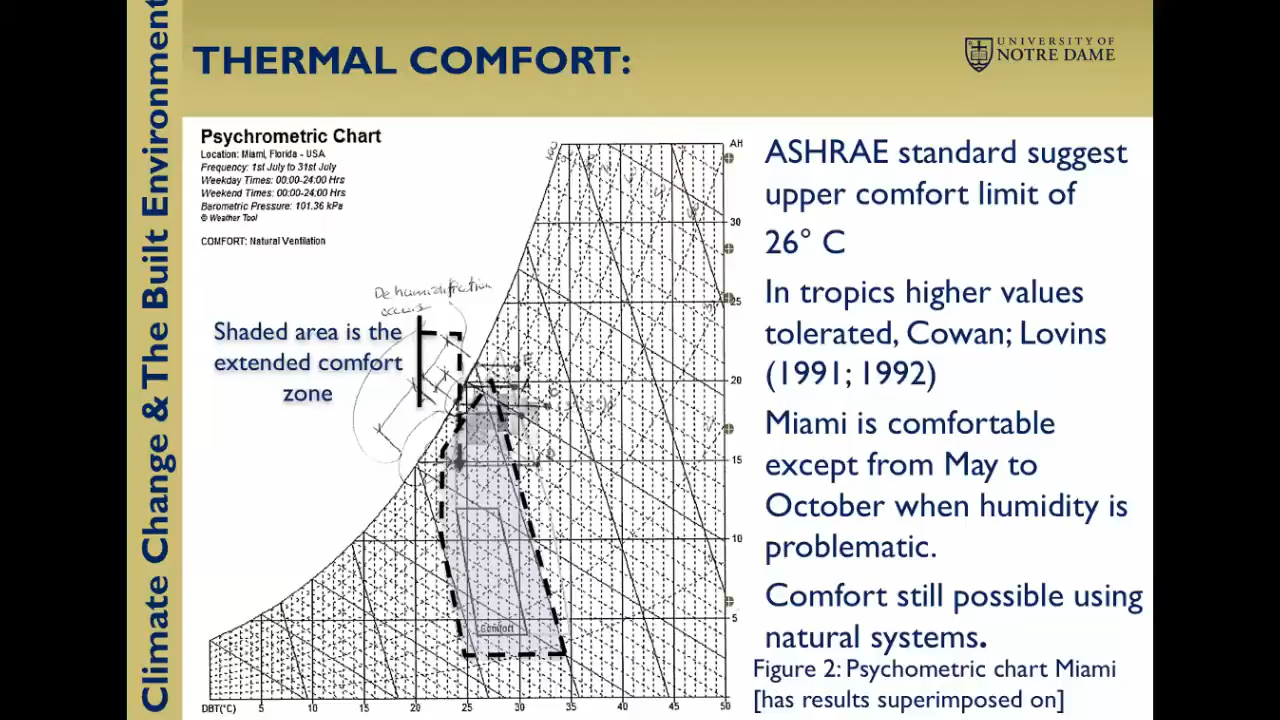 Climate Change & The Built Environment
THERMAL COMFORT:
UNIVERSITY OF
NOTRE DAME
Psychrometric Chart
Location: Miami, Florida - USA
Frequency: 1st July to 31st July
Weekday Times: 00:00-24:00 Hrs
Weekend Times: 00:00-24:00 Hrs
Barometric Pressure: 101.36 kPa
© Weather Tool
COMFORT: Natural Ventilation
AH
30
25
20
15
10
5
Shaded area is the
extended comfort
zone
Comfort
DBT(°C) 5 10 15 20 25 30 35 40 45 50
ASHRAE standard suggest
upper comfort limit of
26° C
In tropics higher values
tolerated, Cowan; Lovins
(1991; 1992)
Miami is comfortable
except from May to
October when humidity is
problematic.
Comfort still possible using
natural systems.
Figure 2: Psychometric chart Miami
[has results superimposed on]